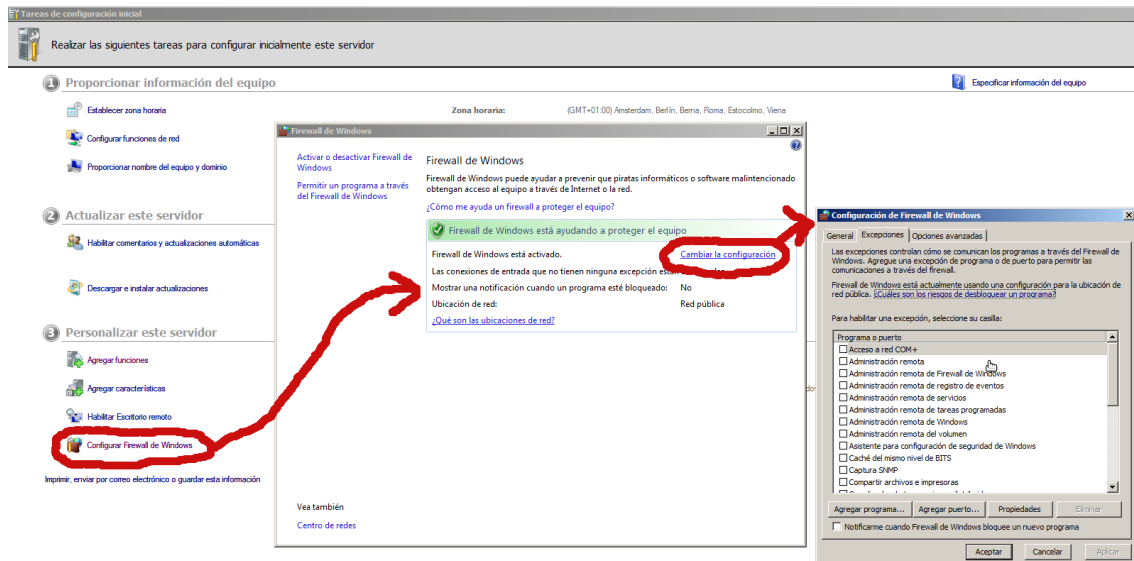 Tareas de configuración inicial
Realizar las siguientes tareas para configurar inicialmente este servidor
1 Proporcionar información del equipo
Especificar información del equipo
Establecer zona horaria
Zona horaria: (GMT+01:00) Amsterdam, Berlín, Berna, Roma, Estocolmo, Viena
Configurar funciones de red
Proporcionar nombre del equipo y dominio
2 Actualizar este servidor
Habilitar comentarios y actualizaciones automáticas
Descargar e instalar actualizaciones
3 Personalizar este servidor
Agregar funciones
Agregar características
Habilitar Escritorio remoto
Configurar Firewall de Windows
Imprimir, enviar por correo electrónico o guardar esta información
Firewall de Windows
Activar o desactivar Firewall de
Windows
Permitir un programa a través
del Firewall de Windows
Firewall de Windows
Firewall de Windows puede ayudar a prevenir que piratas informáticos o software malintencionado
obtengan acceso al equipo a través de Internet o la red.
¿Cómo me ayuda un firewall a proteger el equipo?
Firewall de Windows está ayudando a proteger el equipo
Firewall de Windows está activado. Cambiar la configuración
Las conexiones de entrada que no tienen ninguna excepción
Mostrar una notificación cuando un programa esté bloqueado: No
Ubicación de red: Red pública
¿Qué son las ubicaciones de red?
Vea también
Centro de redes
Configuración de Firewall de Windows
General Excepciones Opciones avanzadas
Las excepciones controlan cómo se comunican los programas a través del Firewall de
Windows. Agregue una excepción de programa o de puerto para permitir las
comunicaciones a través del firewall.
Firewall de Windows está actualmente usando una configuración para la ubicación de
red pública. ¿Cuáles son los riesgos de desbloquear un programa?
Para habilitar una excepción, seleccione su casilla:
Programa o puerto
Acceso a red COM+
Administración remota
Administración remota de Firewall de Windows
Administración remota de registro de eventos
Administración remota de servicios
Administración remota de tareas programadas
Administración remota de Windows
Administración remota del volumen
Asistente para configuración de seguridad de Windows
Caché del mismo nivel de BITS
Captura SNMP
Compartir archivos e impresoras
Agregar programa... Agregar puerto... Propiedades Eliminar
Notificarme cuando Firewall de Windows bloquee un nuevo programa
Aceptar Cancelar Aplicar